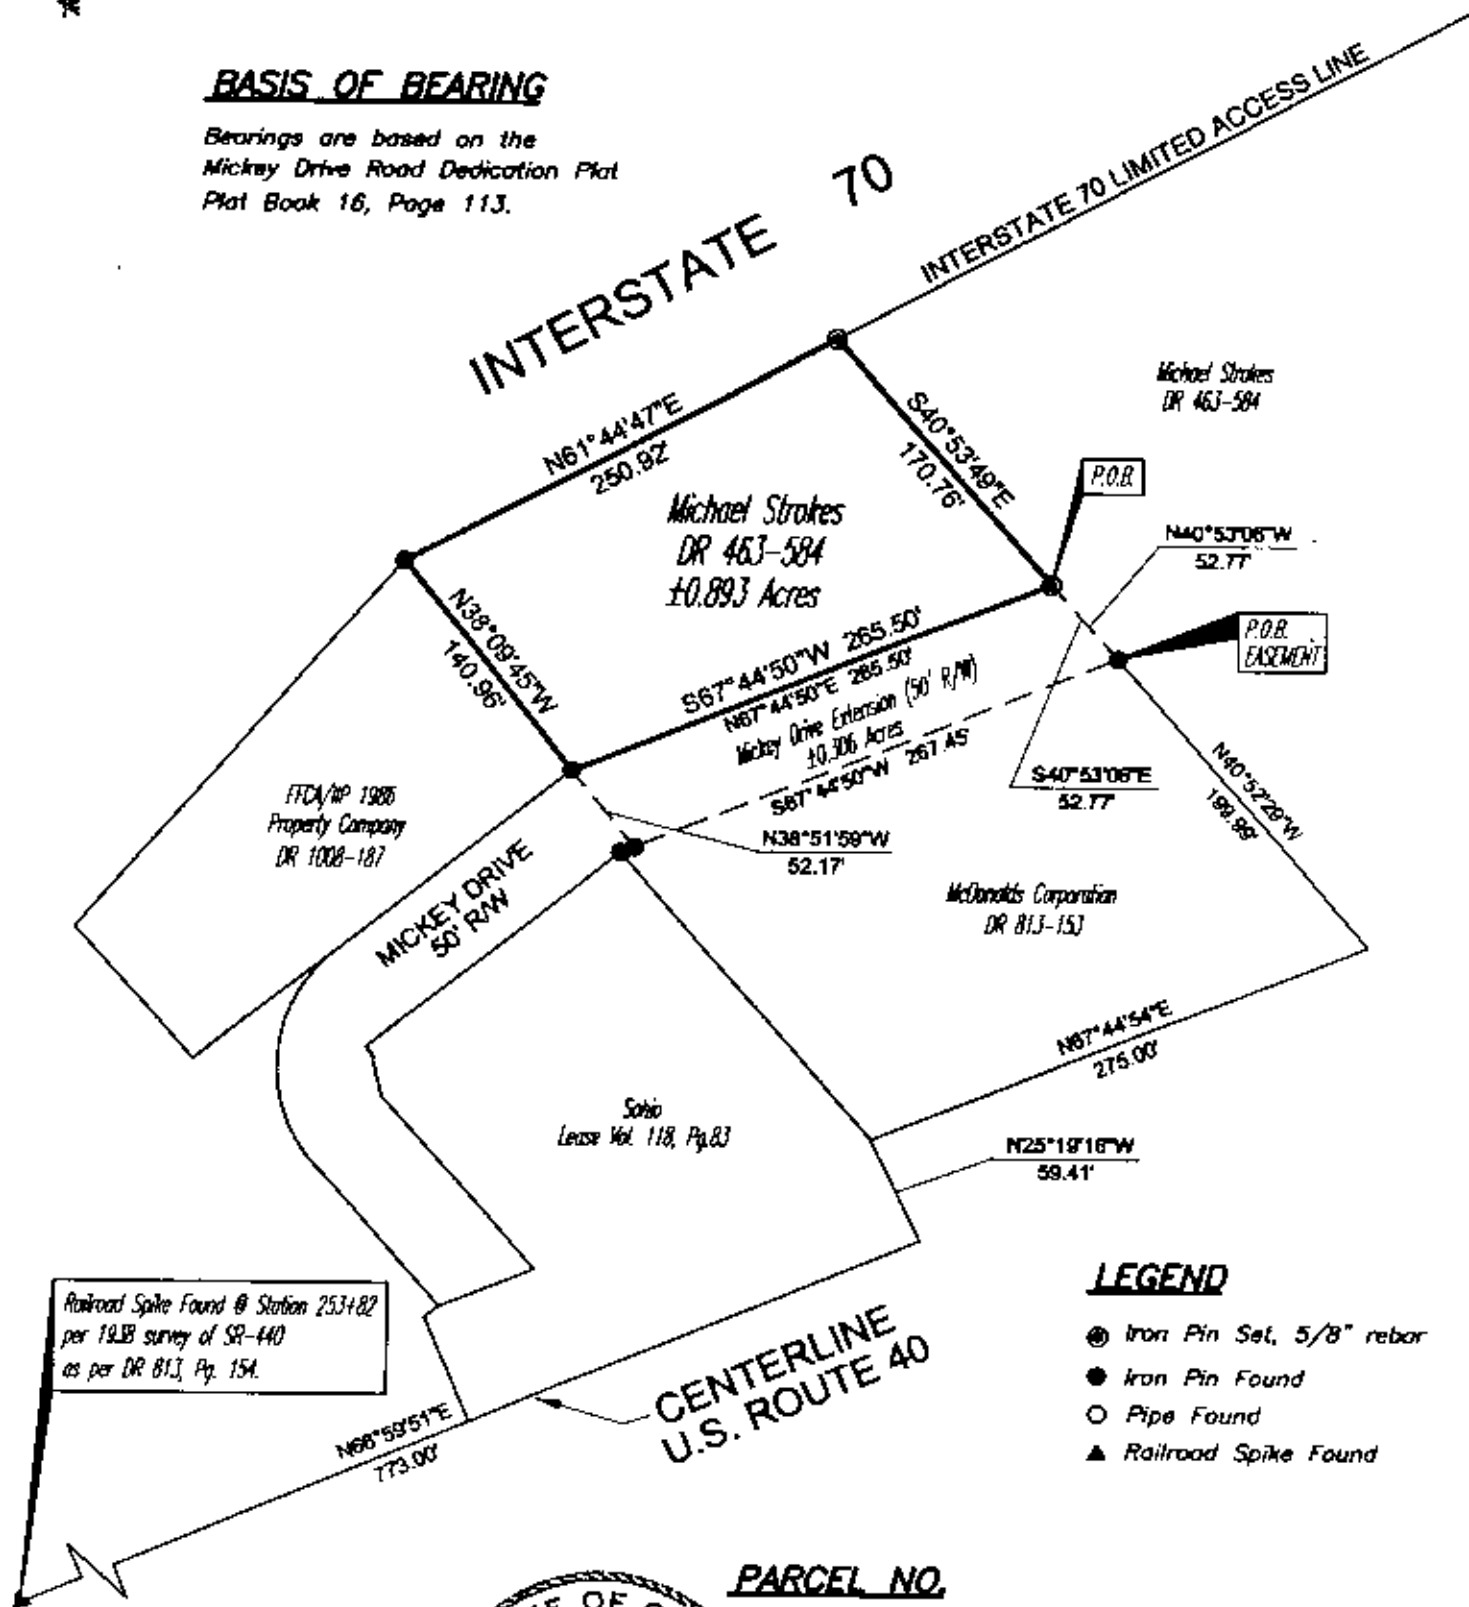 BASIS OF BEARING
Bearings are based on the
Mickey Drive Road Dedication Plat
Plat Book 16, Page 113.
INTERSTATE 70
INTERSTATE 70 LIMITED ACCESS LINE
Michael Strokes
DR 463-584
N61°44'47"E
250.92'
S40°53'49"E
170.76'
P.O.B.
Michael Strokes
DR 463-584
±0.893 Acres
N40°53'06"W
52.77'
P.O.B.
EASEMENT
N38°09'45"W
140.96'
S67°44'50"W 265.50'
N67°44'50"E 265.50'
Mickey Drive Extension (50' R/W)
±0.306 Acres
S67°44'50"W 267.45'
S40°53'06"E
52.77'
N40°52'29"W
199.99'
FFCA/IIP 1986
Property Company
DR 1008-187
N38°51'59"W
52.17'
MICKEY DRIVE
50' R/W
McDonalds Corporation
DR 813-153
N67°44'54"E
275.00'
Sohio
Lease Vol. 118, Pg.83
N25°19'16"W
59.41'
Railroad Spike Found @ Station 253+82
per 1938 survey of SR-440
as per DR 813, Pg. 154.
CENTERLINE
U.S. ROUTE 40
N68°59'51"E
773.00'
LEGEND
Iron Pin Set, 5/8" rebar
Iron Pin Found
Pipe Found
Railroad Spike Found
PARCEL NO.
OF